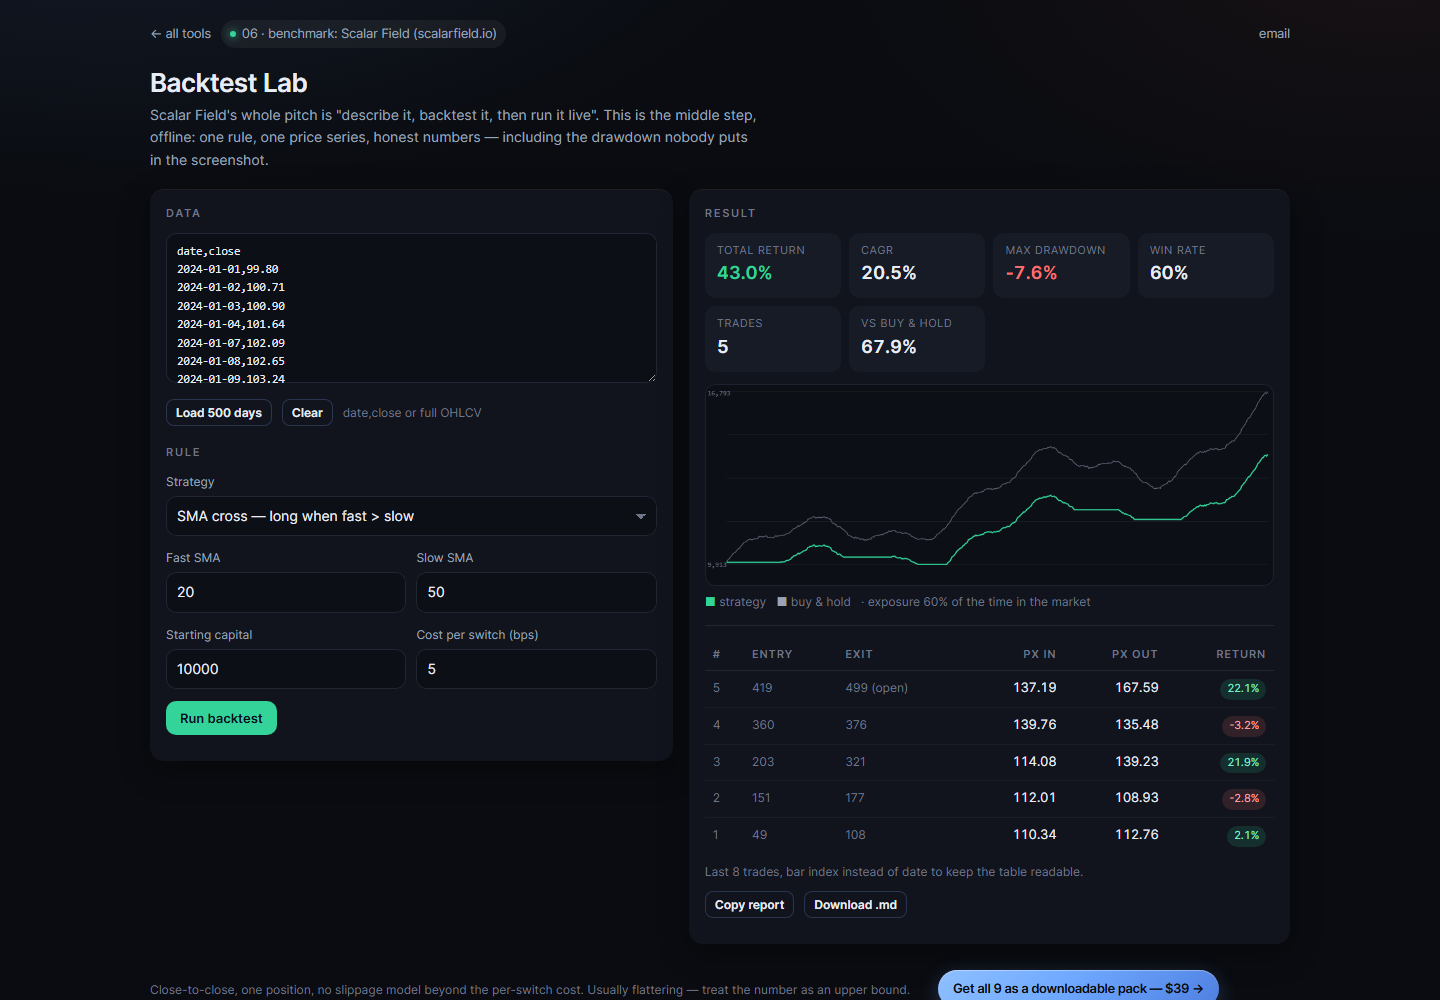 ← all tools
06 · benchmark: Scalar Field (scalarfield.io)
email
Backtest Lab
Scalar Field's whole pitch is "describe it, backtest it, then run it live". This is the middle step,
offline: one rule, one price series, honest numbers — including the drawdown nobody puts
in the screenshot.
DATA
date,close
2024-01-01,99.80
2024-01-02,100.71
2024-01-03,100.90
2024-01-04,101.64
2024-01-07,102.09
2024-01-08,102.65
2024-01-09,103.24
Load 500 days
Clear
date,close or full OHLCV
RULE
Strategy
SMA cross — long when fast > slow
Fast SMA
Slow SMA
20
50
Starting capital
Cost per switch (bps)
10000
5
Run backtest
RESULT
TOTAL RETURN
43.0%
CAGR
20.5%
MAX DRAWDOWN
-7.6%
WIN RATE
60%
TRADES
5
VS BUY & HOLD
67.9%
16,793
9,913
strategy
buy & hold
· exposure 60% of the time in the market
# ENTRY EXIT PX IN PX OUT RETURN
5 419 499 (open) 137.19 167.59 22.1%
4 360 376 139.76 135.48 -3.2%
3 203 321 114.08 139.23 21.9%
2 151 177 112.01 108.93 -2.8%
1 49 108 110.34 112.76 2.1%
Last 8 trades, bar index instead of date to keep the table readable.
Copy report
Download .md
Close-to-close, one position, no slippage model beyond the per-switch cost. Usually flattering — treat the number as an upper bound.
Get all 9 as a downloadable pack — $39 →